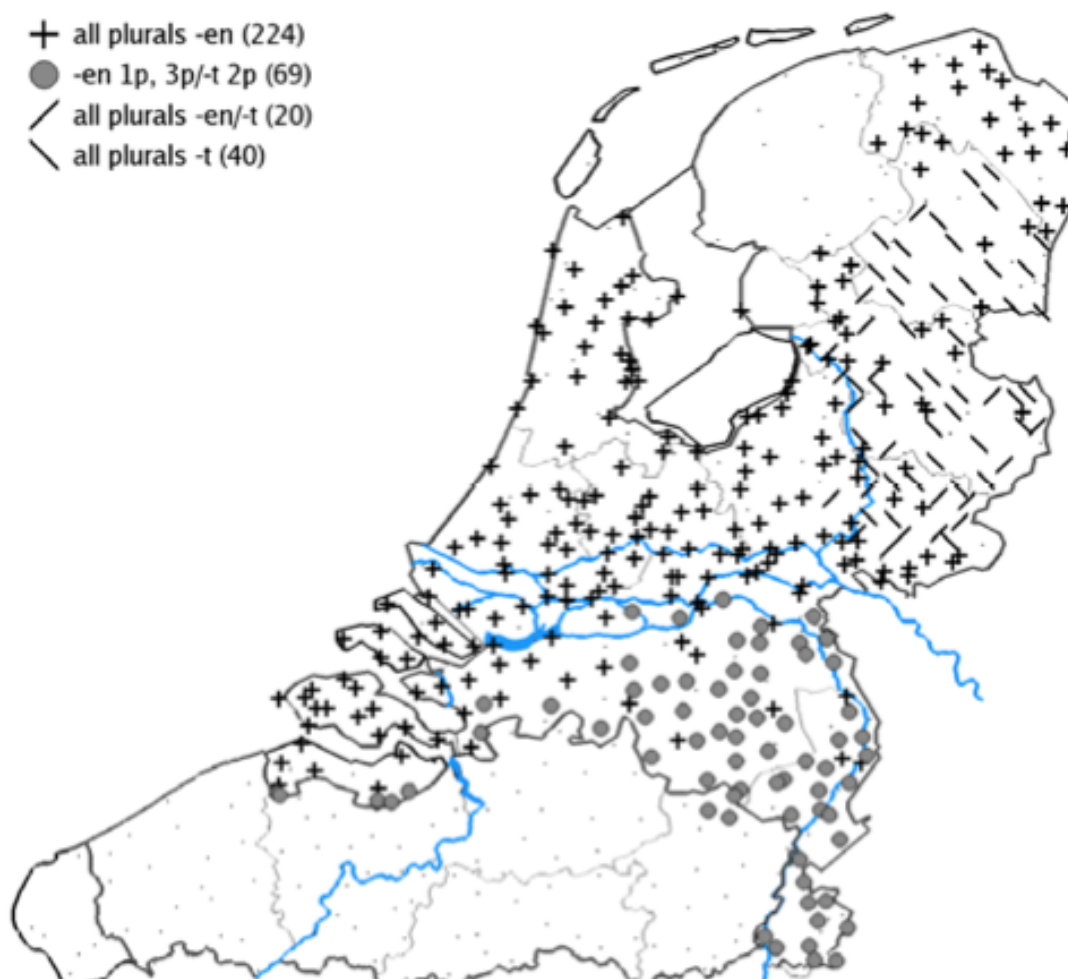 all plurals -en (224)
-en 1p, 3p/-t 2p (69)
all plurals -en/-t (20)
all plurals -t (40)